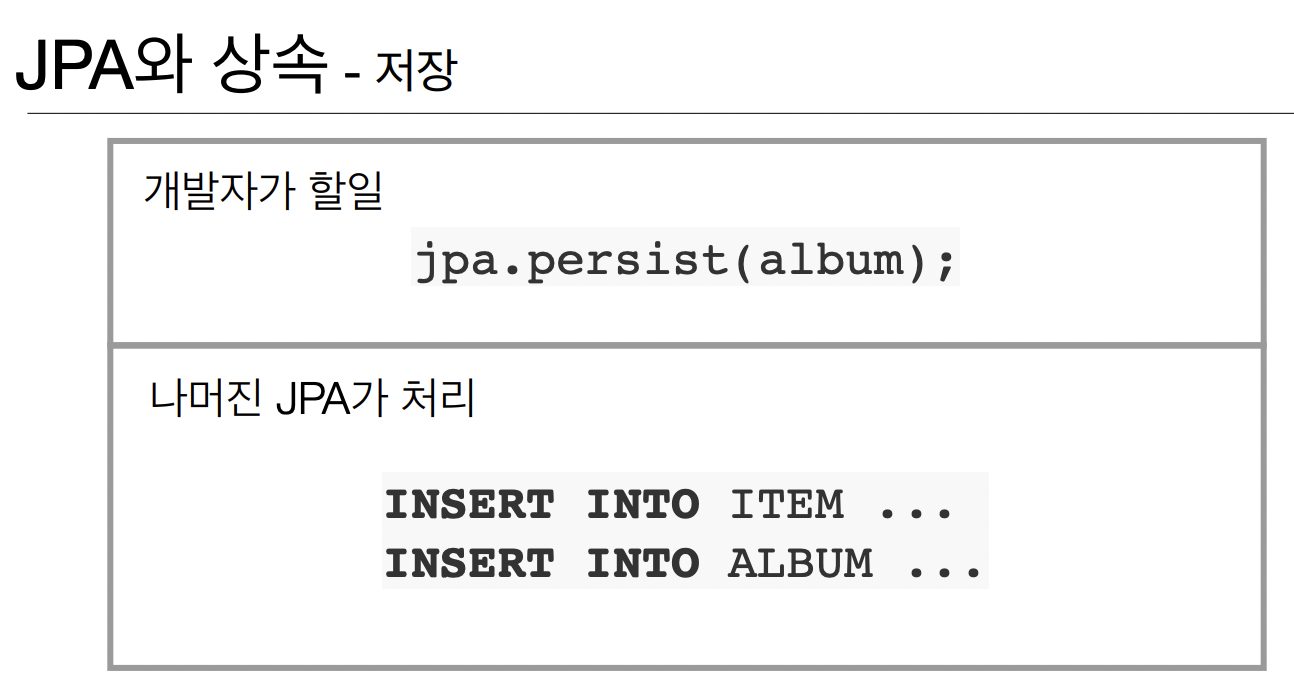 JPA와 상속 - 저장
개발자가 할일
jpa.persist(album);
나머진 JPA가 처리
INSERT INTO ITEM ...
INSERT INTO ALBUM ...